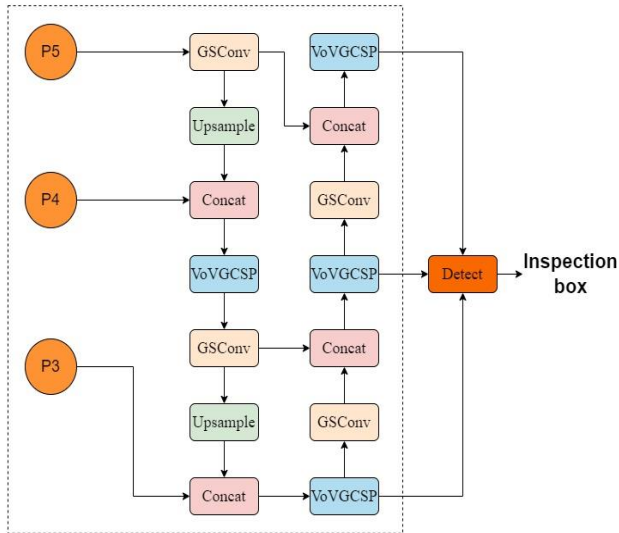 P5
GSConv
VoVGCSP
Upsample
Concat
P4
Concat
GSConv
VoVGCSP
VoVGCSP
Detect
Inspection
box
P3
GSConv
Concat
Upsample
GSConv
Concat
VoVGCSP